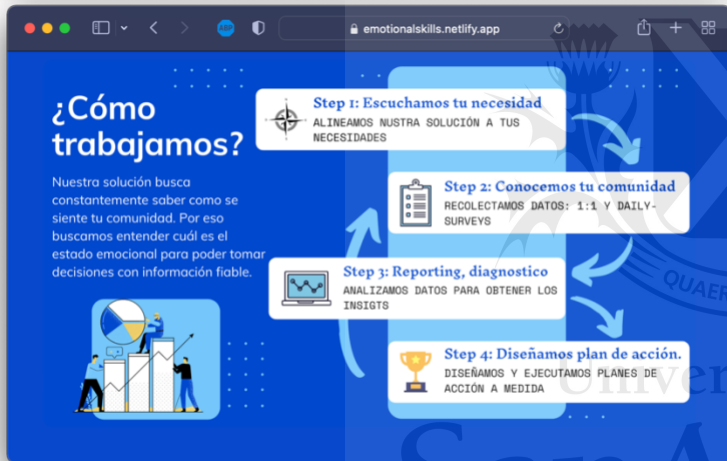 ABP
emotionalskills.netlify.app
¿Cómo
trabajamos?
Nuestra solución busca
constantemente saber como se
siente tu comunidad. Por eso
buscamos entender cuál es el
estado emocional para poder tomar
decisiones con información fiable.
Step 1: Escuchamos tu necesidad
ALINEAMOS NUSTRA SOLUCIÓN A TUS
NECESIDADES
Step 2: Conocemos tu comunidad
RECOLECTAMOS DATOS: 1:1 Y DAILY-
SURVEYS
Step 3: Reporting, diagnostico
ANALIZAMOS DATOS PARA OBTENER LOS
INSIGTS
Step 4: Diseñamos plan de acción.
DISEÑAMOS Y EJECUTAMOS PLANES DE
ACCIÓN A MEDIDA
QUAER
Univer